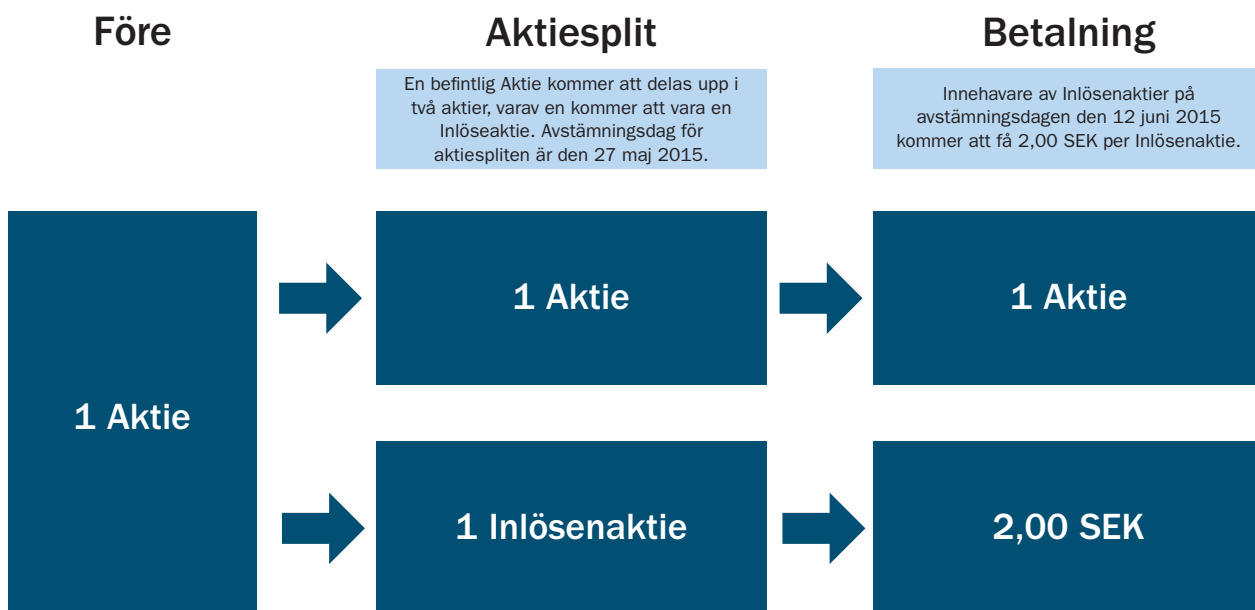 Före
Aktiesplit
Betalning
En befintlig Aktie kommer att delas upp i
två aktier, varav en kommer att vara en
Inlöseaktie. Avstämningsdag för
aktiespliten är den 27 maj 2015.
Innehavare av Inlösenaktier på
avstämningsdagen den 12 juni 2015
kommer att få 2,00 SEK per Inlösenaktie.
1 Aktie
1 Aktie
1 Aktie
1 Inlösenaktie
2,00 SEK